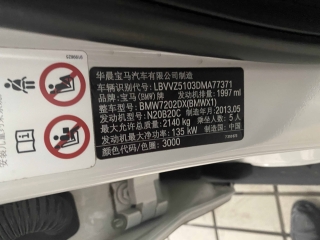 华晨宝马汽车有限公司制造
车辆识别代号 LBVVZ5103DMA77371
品牌:宝马(BMW)牌 发动机排量:1997 ml
整车型号:BMW7202DX(BMWX1)
发动机型号:N20B20C 制造年月:2013.05
最大允许总质量:2140 kg 乘坐人数:5 人
发动机最大净功率:135 kW 制造国:中国
颜色代码/色圈: 3000